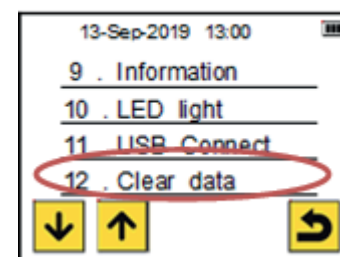 13-Sep-2019 13:00
9 . Information
10 . LED light
11 . USB Connect
12 . Clear data